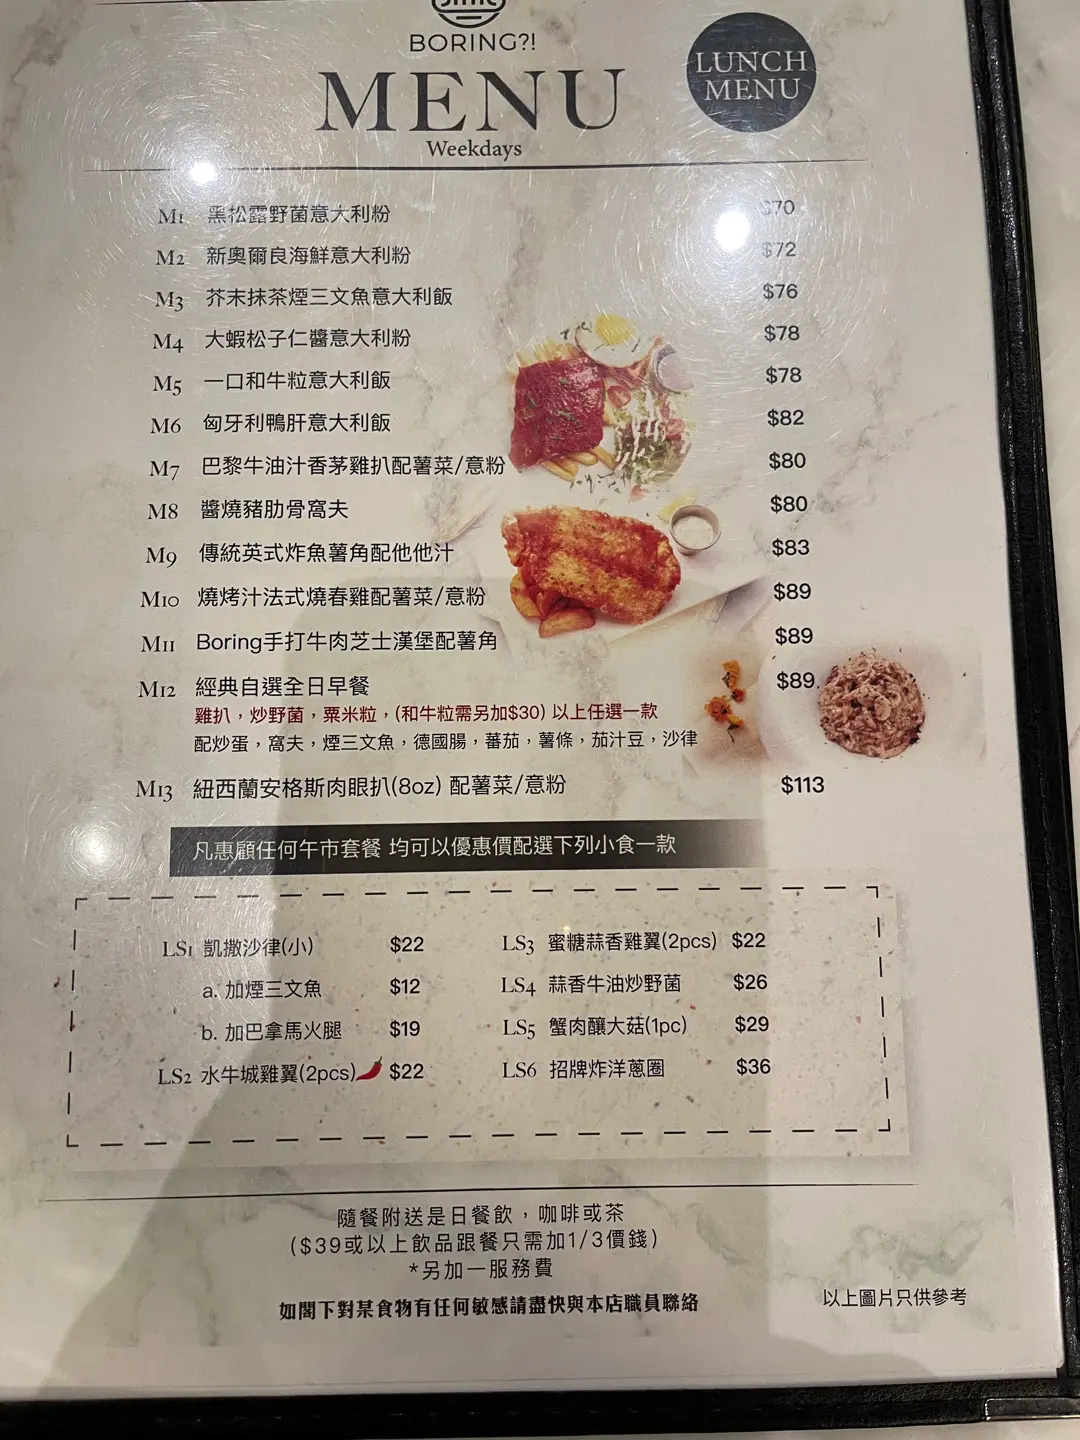 BORING?!
MENU
LUNCH
MENU
Weekdays
M1 黑松露野菌意大利粉 $70
M2 新奧爾良海鮮意大利粉 $72
M3 芥末抹茶煙三文魚意大利飯 $76
M4 大蝦松子仁醬意大利粉 $78
M5 一口和牛粒意大利飯 $78
M6 匈牙利鴨肝意大利飯 $82
M7 巴黎牛油汁香茅雞扒配薯菜/意粉 $80
M8 醬燒豬肋骨窩夫 $80
M9 傳統英式炸魚薯角配他他汁 $83
M10 燒烤汁法式燒春雞配薯菜/意粉 $89
M11 Boring手打牛肉芝士漢堡配薯角 $89
M12 經典自選全日早餐 $89
雞扒，炒野菌，粟米粒，(和牛粒需另加$30) 以上任選一款
配炒蛋，窩夫，煙三文魚，德國腸，蕃茄，薯條，茄汁豆，沙律
M13 紐西蘭安格斯肉眼扒(8oz) 配薯菜/意粉 $113
凡惠顧任何午市套餐 均可以優惠價配選下列小食一款
LS1 凱撒沙律(小) $22
a. 加煙三文魚 $12
b. 加巴拿馬火腿 $19
LS2 水牛城雞翼(2pcs) $22
LS3 蜜糖蒜香雞翼(2pcs) $22
LS4 蒜香牛油炒野菌 $26
LS5 蟹肉釀大菇(1pc) $29
LS6 招牌炸洋蔥圈 $36
隨餐附送是日餐飲，咖啡或茶
($39或以上飲品跟餐只需加1/3價錢)
*另加一服務費
如閣下對某食物有任何敏感請盡快與本店職員聯絡
以上圖片只供參考